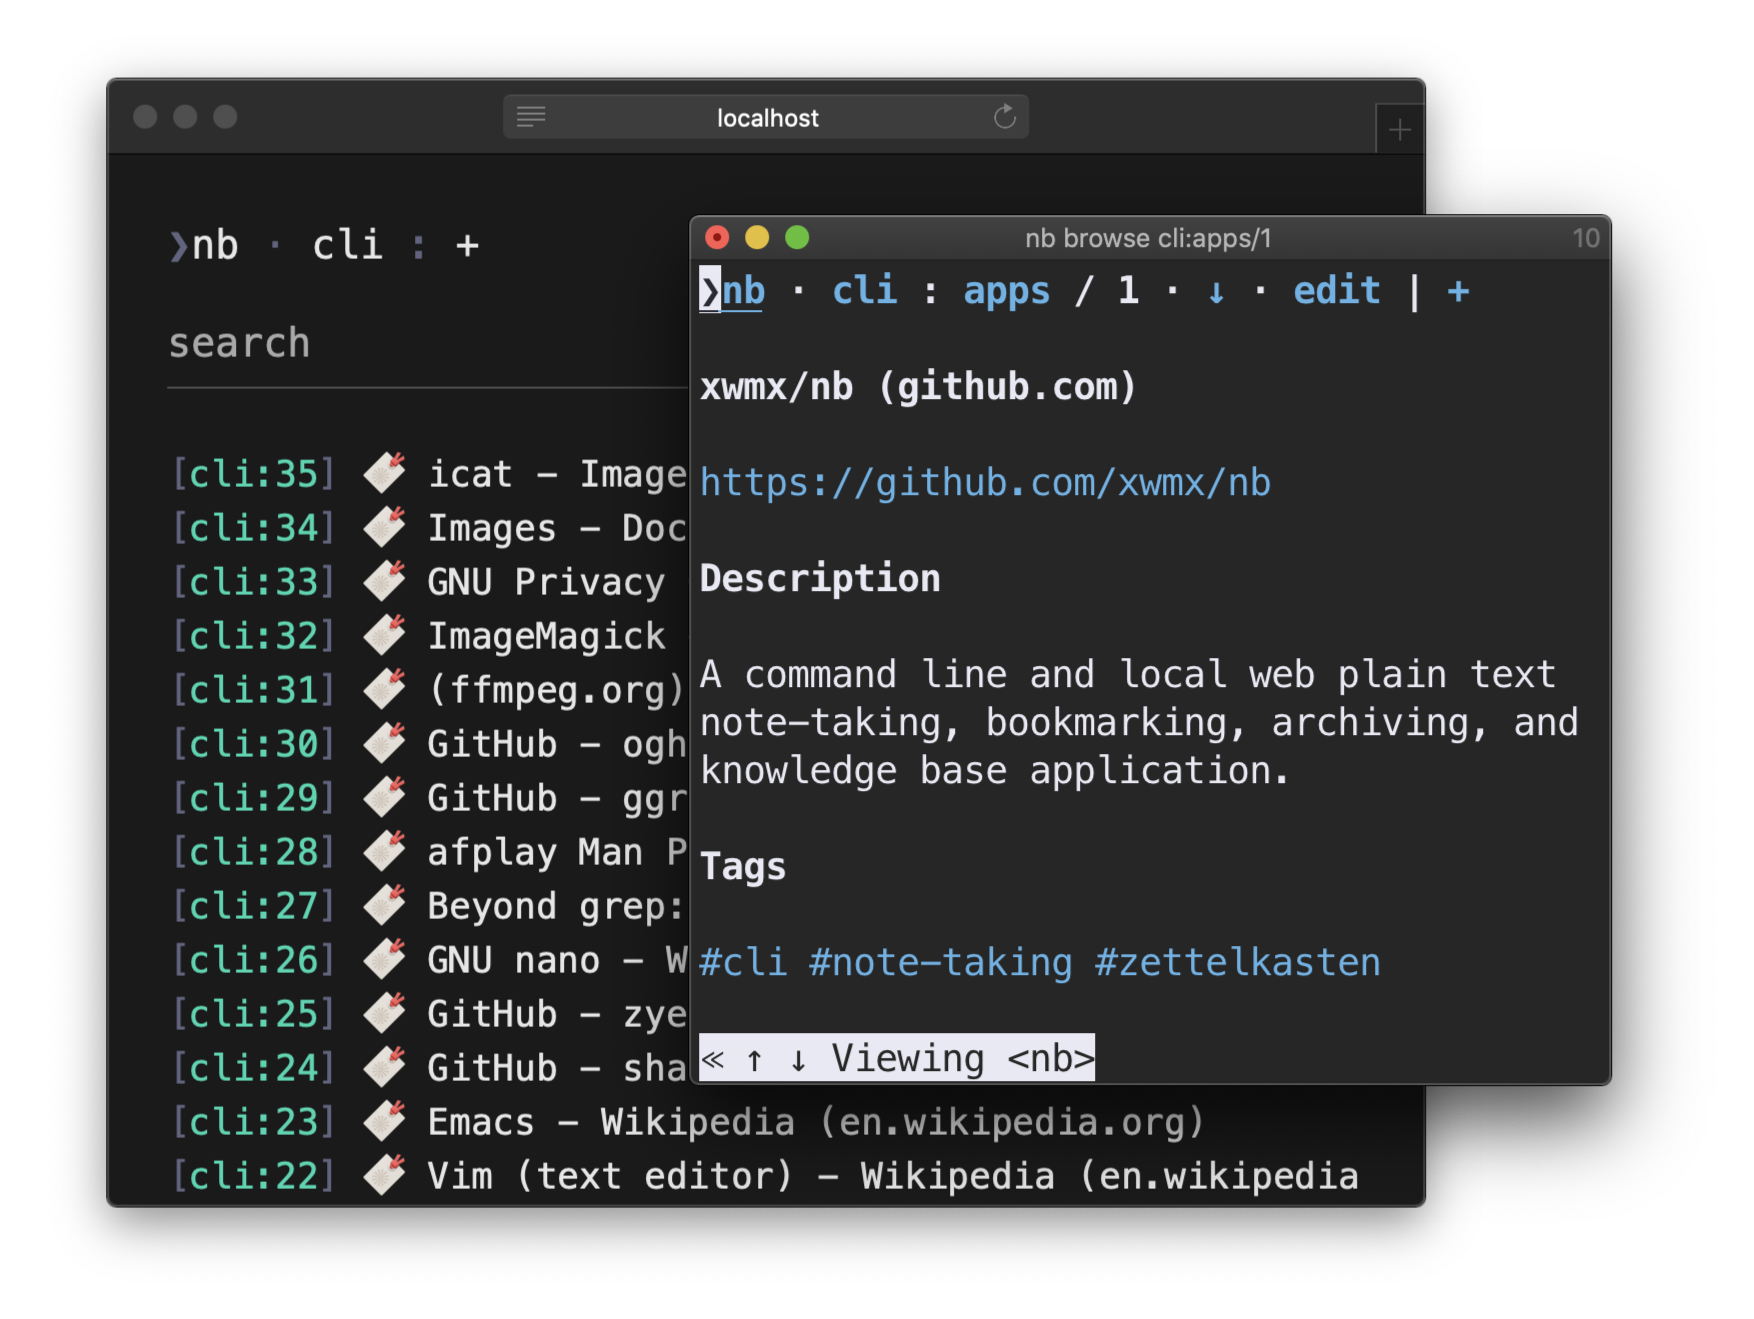 localhost
❯nb · cli : +
search
[cli:35] icat – Image
[cli:34] Images – Doc
[cli:33] GNU Privacy
[cli:32] ImageMagick
[cli:31] (ffmpeg.org)
[cli:30] GitHub – ogh
[cli:29] GitHub – ggr
[cli:28] afplay Man P
[cli:27] Beyond grep:
[cli:26] GNU nano – W
[cli:25] GitHub – zye
[cli:24] GitHub – sha
[cli:23] Emacs – Wikipedia (en.wikipedia.org)
[cli:22] Vim (text editor) – Wikipedia (en.wikipedia
nb browse cli:apps/1 10
❯nb · cli : apps / 1 · ↓ · edit | +
xwmx/nb (github.com)
https://github.com/xwmx/nb
Description
A command line and local web plain text
note-taking, bookmarking, archiving, and
knowledge base application.
Tags
#cli #note-taking #zettelkasten
≪ ↑ ↓ Viewing <nb>